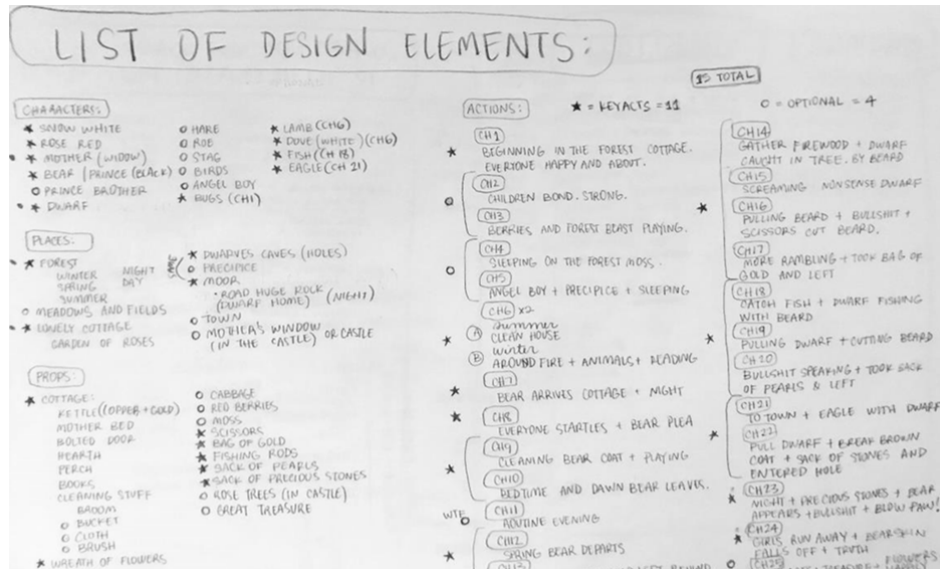 LIST OF DESIGN ELEMENTS:
15 TOTAL
CHARACTERS:
★ SNOW WHITE
★ ROSE RED
★ MOTHER (WIDOW)
★ BEAR (PRINCE (BLACK)
O PRINCE BROTHER
★ DWARF
O HARE
O ROE
O STAG
O BIRDS
O ANGEL BOY
★ BUGS (CH1)
★ LAMB (CH6)
★ DOVE (WHITE) (CH6)
★ FISH (CH 18)
★ EAGLE (CH 21)
PLACES:
★ FOREST
WINTER NIGHT
SPRING DAY
SUMMER
O MEADOWS AND FIELDS
★ LONELY COTTAGE
GARDEN OF ROSES
★ DWARVES CAVES (HOLES)
O PRECIPICE
★ MOOR
• ROAD HUGE ROCK
(DWARF HOME) (NIGHT)
O TOWN
O MOTHER'S WINDOW OR CASTLE
(IN THE CASTLE)
PROPS:
★ COTTAGE:
KETTLE (COPPER + GOLD)
MOTHER BED
BOLTED DOOR
HEARTH
PERCH
BOOKS
CLEANING STUFF
BROOM
O BUCKET
O CLOTH
O BRUSH
★ WREATH OF FLOWERS
O CABBAGE
O RED BERRIES
O MOSS
★ SCISSORS
★ BAG OF GOLD
★ FISHING RODS
★ SACK OF PEARLS
★ SACK OF PRECIOUS STONES
O ROSE TREES (IN CASTLE)
O GREAT TREASURE
ACTIONS: ★ = KEY ACTS = 11 O = OPTIONAL = 4
CH1
★ BEGINNING IN THE FOREST COTTAGE.
EVERYONE HAPPY AND ABOUT.
CH2
O CHILDREN BOND. STRONG.
CH3
BERRIES AND FOREST BEAST PLAYING.
CH4
SLEEPING ON THE FOREST MOSS.
O CH5
ANGEL BOY + PRECIPICE + SLEEPING
CH6 x2
A summer
★ CLEAN HOUSE
B winter
AROUND FIRE + ANIMALS + READING
CH7
★ BEAR ARRIVES COTTAGE + NIGHT
★ CH8
EVERYONE STARTLES + BEAR PLEA
CH9
CLEANING BEAR COAT + PLAYING
★ CH10
BEDTIME AND DAWN BEAR LEAVES.
WTF O CH11
ROUTINE EVENING
CH12
★ SPRING BEAR DEPARTS
CH13
CH14
GATHER FIREWOOD + DWARF
CAUGHT IN TREE. BY BEARD
CH15
SCREAMING NONSENSE DWARF
★ CH16
PULLING BEARD + BULLSHIT +
SCISSORS CUT BEARD.
CH17
MORE RAMBLING + TOOK BAG OF
GOLD AND LEFT
CH18
CATCH FISH + DWARF FISHING
WITH BEARD
★ CH19
PULLING DWARF + CUTTING BEARD
CH20
BULLSHIT SPEAKING + TOOK SACK
OF PEARLS & LEFT
CH21
TO TOWN + EAGLE WITH DWARF
★ CH22
PULL DWARF + BREAK BROWN
COAT + SACK OF STONES AND
ENTERED HOLE
CH23
★ NIGHT + PRECIOUS STONES + BEAR
APPEARS + BULLSHIT + BLOW PAW!
CH24
★ GIRLS RUN AWAY + BEARSKIN
FALLS OFF + TRUTH
O CH25 FLOWERS